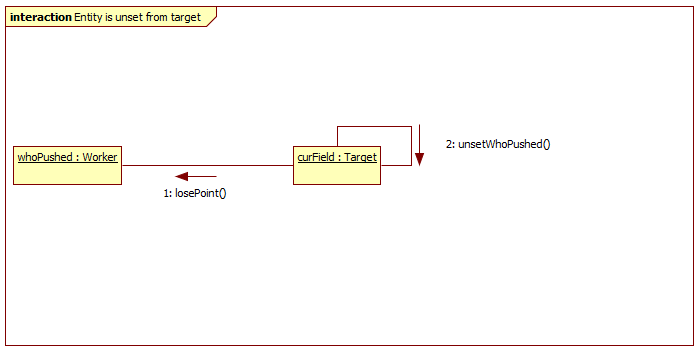 interaction Entity is unset from target
2: unsetWhoPushed()
whoPushed : Worker
curField : Target
1: losePoint()